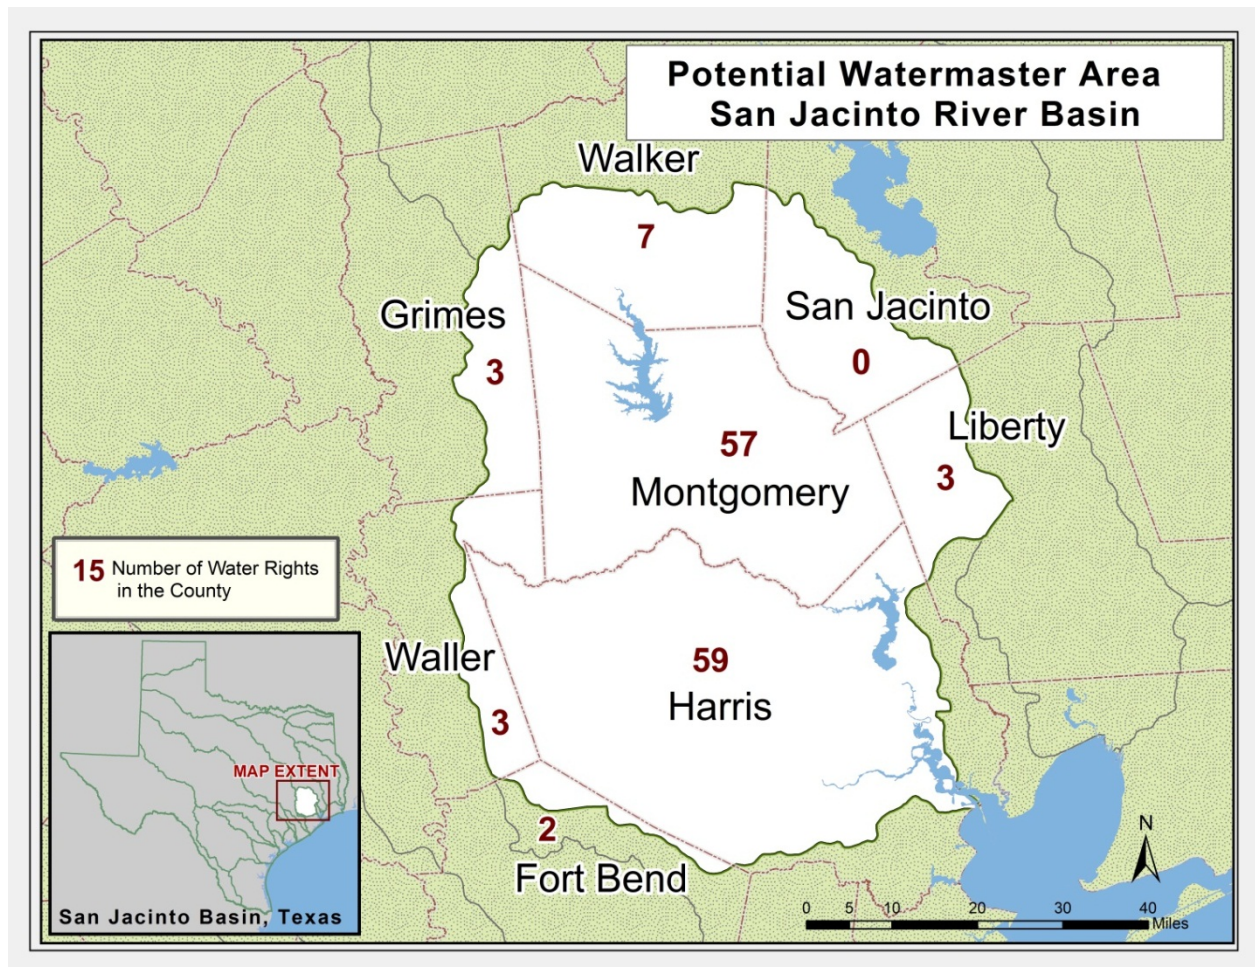 Potential Watermaster Area
San Jacinto River Basin
Walker
7
San Jacinto
0
Grimes
3
Liberty
3
57
Montgomery
15 Number of Water Rights
in the County
Waller
3
59
Harris
2
Fort Bend
MAP EXTENT
San Jacinto Basin, Texas
N
0 5 10 20 30 40
Miles